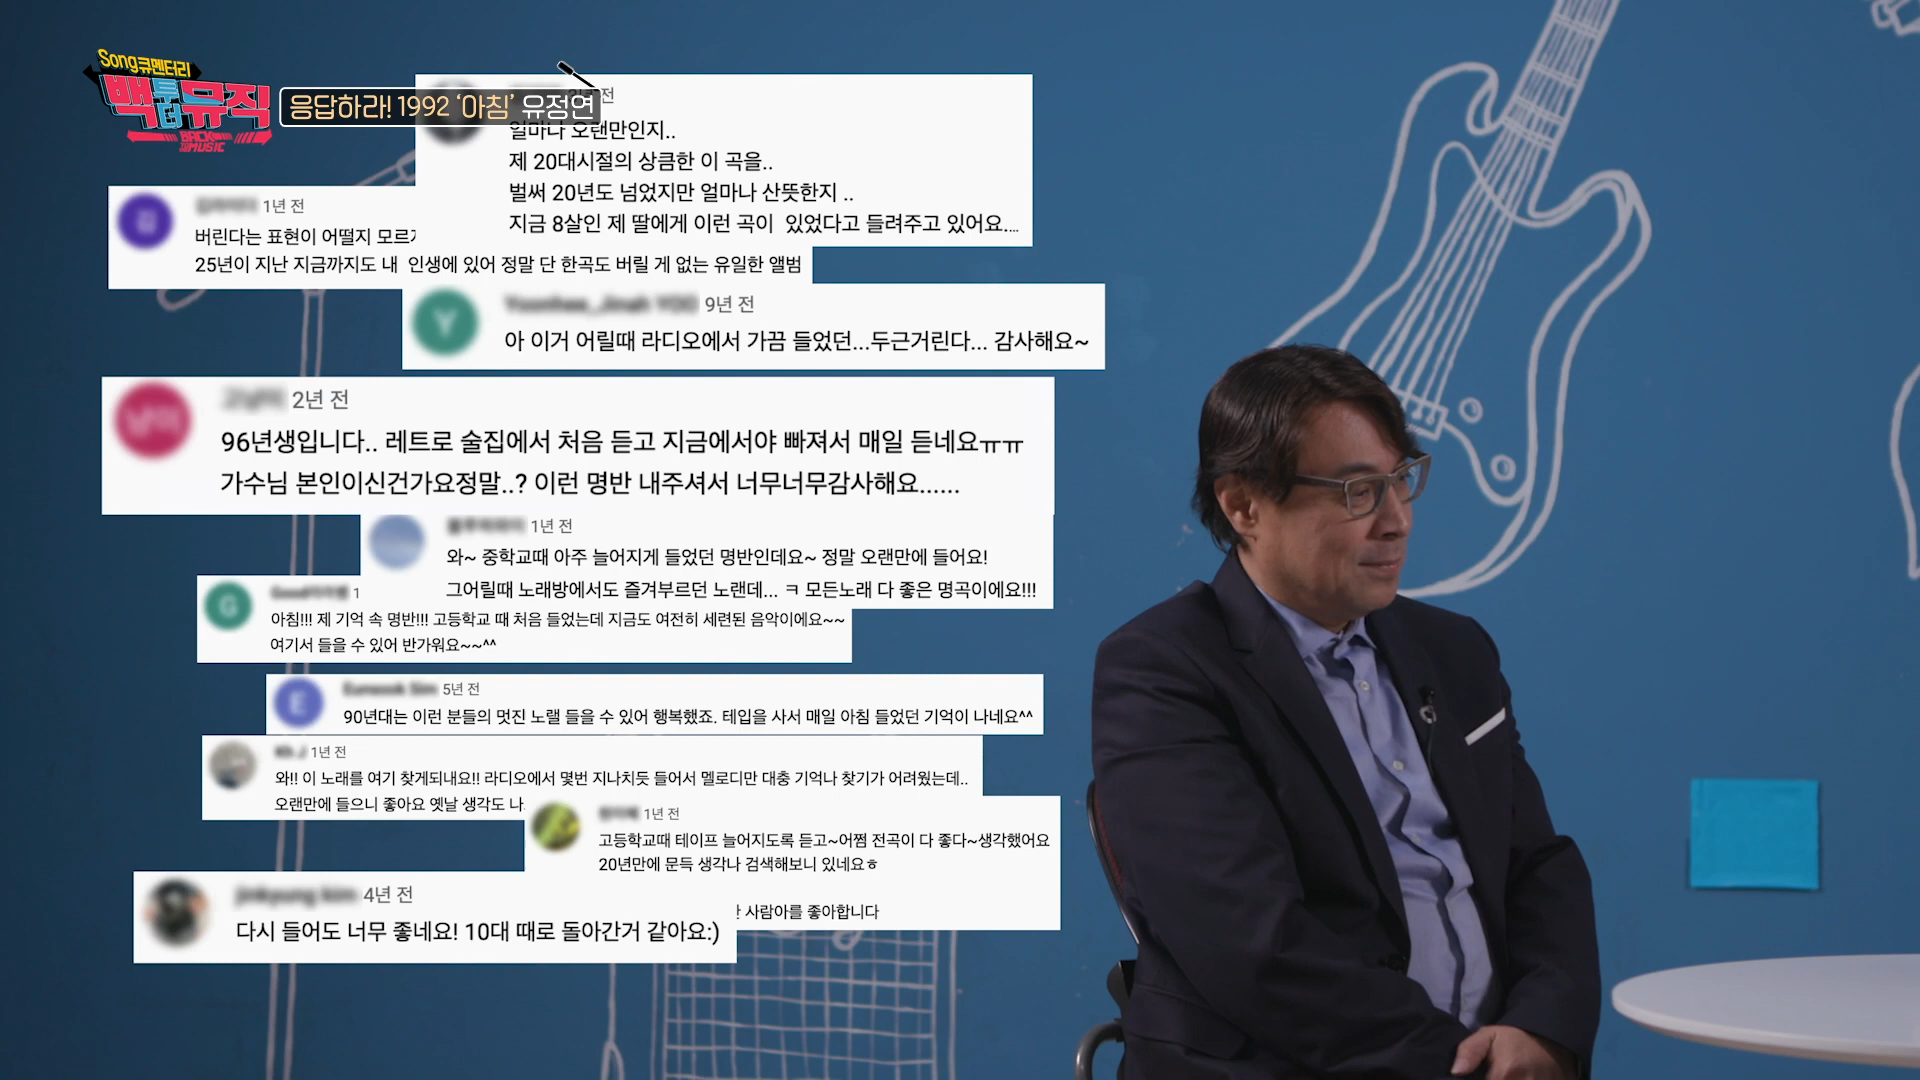 Song큐멘터리
백투더뮤직
BACK TO THE MUSIC
응답하라! 1992 ‘아침’ 유정연
전
얼마나 오랜만인지..
제 20대시절의 상큼한 이 곡을..
벌써 20년도 넘었지만 얼마나 산뜻한지 ..
지금 8살인 제 딸에게 이런 곡이 있었다고 들려주고 있어요....
1년 전
버린다는 표현이 어떨지 모르
25년이 지난 지금까지도 내 인생에 있어 정말 단 한곡도 버릴 게 없는 유일한 앨범
Y
9년 전
아 이거 어릴때 라디오에서 가끔 들었던...두근거린다... 감사해요~
2년 전
96년생입니다.. 레트로 술집에서 처음 듣고 지금에서야 빠져서 매일 듣네요ㅠㅠ
가수님 본인이신건가요정말..? 이런 명반 내주셔서 너무너무감사해요......
1년 전
와~ 중학교때 아주 늘어지게 들었던 명반인데요~ 정말 오랜만에 들어요!
그어릴때 노래방에서도 즐겨부르던 노랜데... ㅋ 모든노래 다 좋은 명곡이에요!!!
G
1
아침!!! 제 기억 속 명반!!! 고등학교 때 처음 들었는데 지금도 여전히 세련된 음악이에요~~
여기서 들을 수 있어 반가워요~~^^
E
Eunsook Sim 5년 전
90년대는 이런 분들의 멋진 노랠 들을 수 있어 행복했죠. 테입을 사서 매일 아침 들었던 기억이 나네요^^
1년 전
와!! 이 노래를 여기 찾게되내요!! 라디오에서 몇번 지나치듯 들어서 멜로디만 대충 기억나 찾기가 어려웠는데..
오랜만에 들으니 좋아요 옛날 생각도 나
1년 전
고등학교때 테이프 늘어지도록 듣고~어쩜 전곡이 다 좋다~생각했어요
20년만에 문득 생각나 검색해보니 있네요ㅎ
사람아를 좋아합니다
jinkyung kim 4년 전
다시 들어도 너무 좋네요! 10대 때로 돌아간거 같아요:)